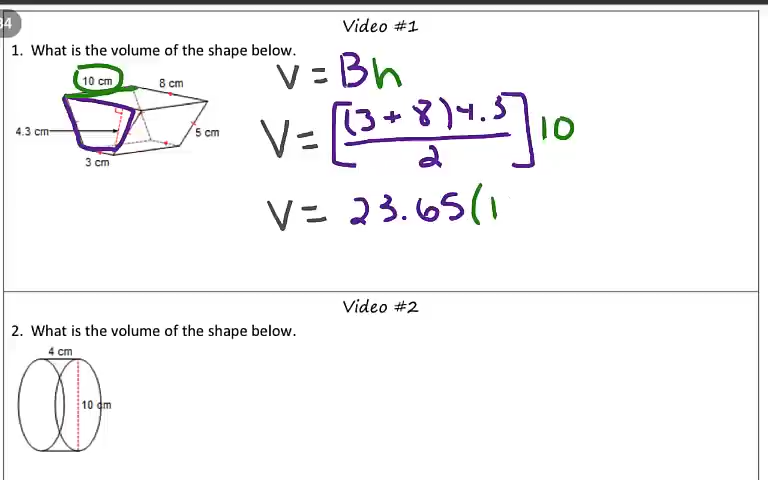 34
Video #1
1. What is the volume of the shape below.
10 cm
8 cm
4.3 cm
5 cm
3 cm
V = Bh
V = [(3 + 8)4.3 / 2] 10
V = 23.65(1
Video #2
2. What is the volume of the shape below.
4 cm
10 cm